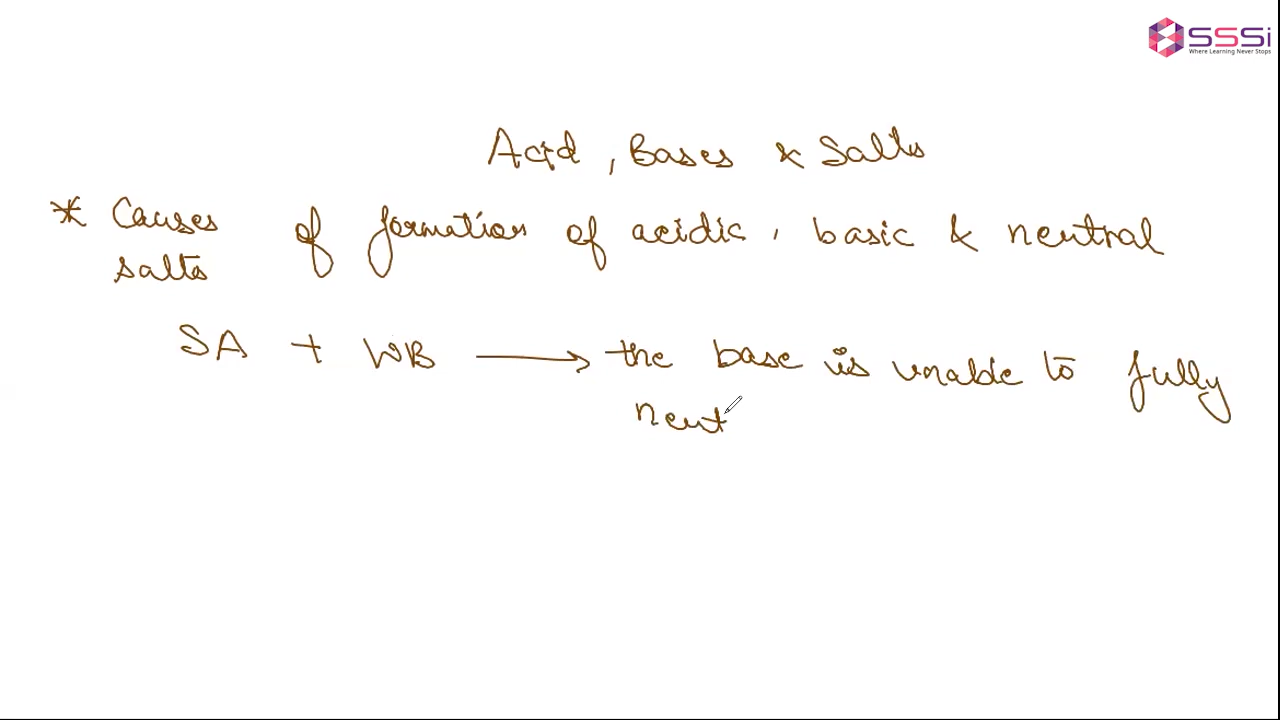 SSSi
Where Learning Never Stops
Acid, Bases & Salts
* Causes of formation of acidic, basic & neutral
salts
SA + WB ⟶ the base is unable to fully
neut